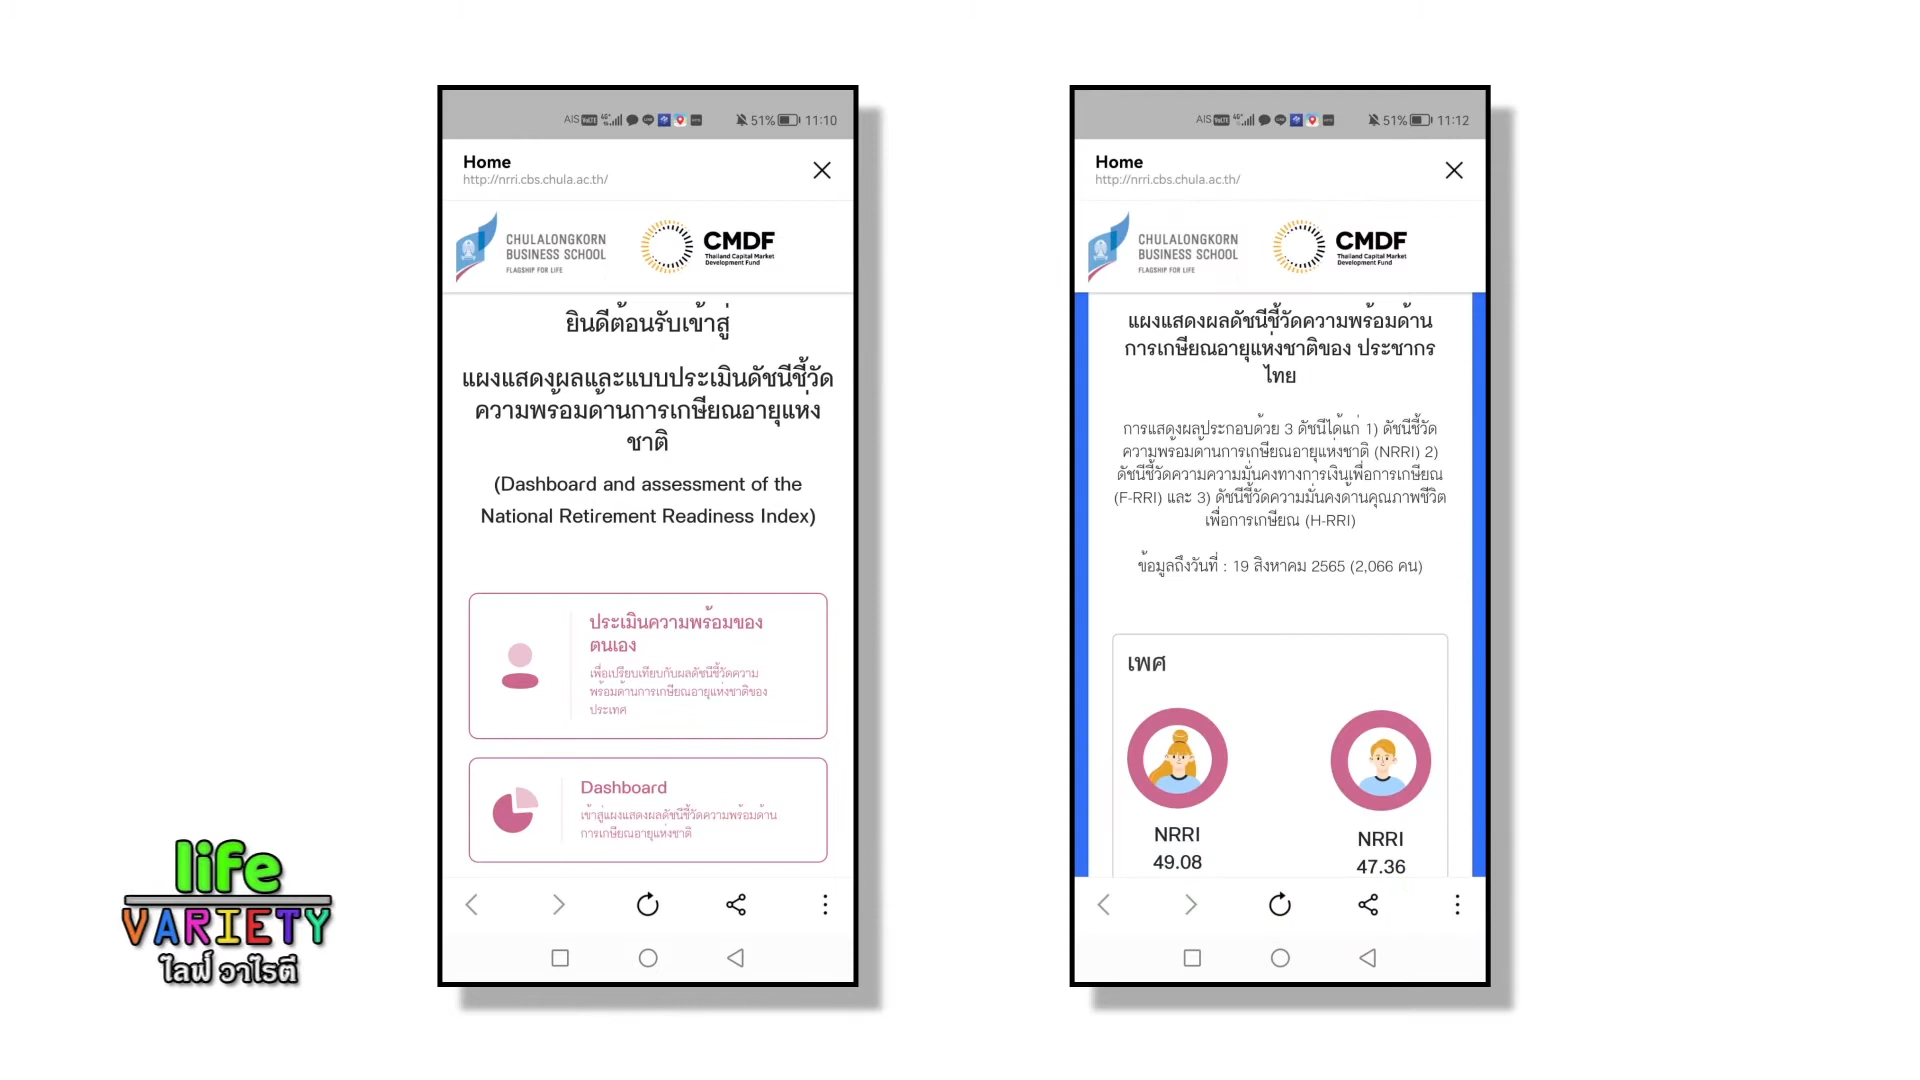 AIS VoLTE 51% 11:10
Home
http://nrri.cbs.chula.ac.th/
CHULALONGKORN
BUSINESS SCHOOL
FLAGSHIP FOR LIFE
CMDF
Thailand Capital Market
Development Fund
ยินดีต้อนรับเข้าสู่
แผงแสดงผลและแบบประเมินดัชนีชี้วัด
ความพร้อมด้านการเกษียณอายุแห่ง
ชาติ
(Dashboard and assessment of the
National Retirement Readiness Index)
ประเมินความพร้อมของ
ตนเอง
เพื่อเปรียบเทียบกับผลดัชนีชี้วัดความ
พร้อมด้านการเกษียณอายุแห่งชาติของ
ประเทศ
Dashboard
เข้าสู่แผงแสดงผลดัชนีชี้วัดความพร้อมด้าน
การเกษียณอายุแห่งชาติ
AIS VoLTE 51% 11:12
Home
http://nrri.cbs.chula.ac.th/
CHULALONGKORN
BUSINESS SCHOOL
FLAGSHIP FOR LIFE
CMDF
Thailand Capital Market
Development Fund
แผงแสดงผลดัชนีชี้วัดความพร้อมด้าน
การเกษียณอายุแห่งชาติของ ประชากร
ไทย
การแสดงผลประกอบด้วย 3 ดัชนีได้แก่ 1) ดัชนีชี้วัด
ความพร้อมด้านการเกษียณอายุแห่งชาติ (NRRI) 2)
ดัชนีชี้วัดความความมั่นคงทางการเงินเพื่อการเกษียณ
(F-RRI) และ 3) ดัชนีชี้วัดความมั่นคงด้านคุณภาพชีวิต
เพื่อการเกษียณ (H-RRI)
ข้อมูลถึงวันที่ : 19 สิงหาคม 2565 (2,066 คน)
เพศ
NRRI
49.08
NRRI
47.36
life
VARIETY
ไลฟ์ วาไรตี